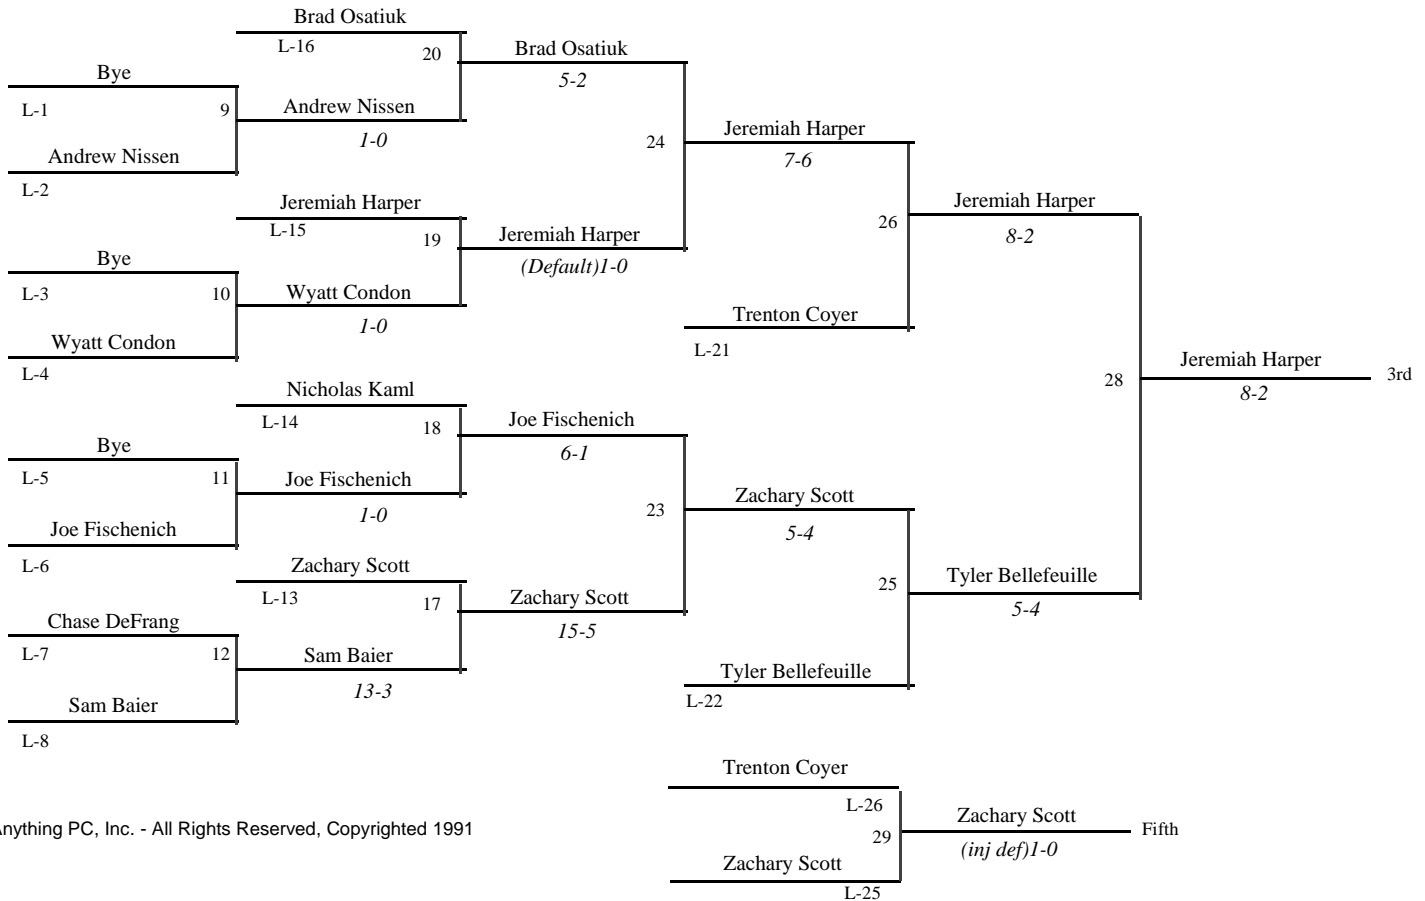 Brad Osatiuk
L-16
20
Brad Osatiuk
5-2
Bye
L-1
9
Andrew Nissen
1-0
Andrew Nissen
L-2
24
Jeremiah Harper
7-6
Jeremiah Harper
L-15
19
Jeremiah Harper
(Default)1-0
26
Jeremiah Harper
8-2
Bye
L-3
10
Wyatt Condon
1-0
Wyatt Condon
L-4
Trenton Coyer
L-21
28
Jeremiah Harper
8-2
3rd
Nicholas Kaml
L-14
18
Joe Fischenich
6-1
Bye
L-5
11
Joe Fischenich
1-0
Joe Fischenich
L-6
23
Zachary Scott
5-4
Zachary Scott
L-13
17
Zachary Scott
15-5
25
Tyler Bellefeuille
5-4
Chase DeFrang
L-7
12
Sam Baier
13-3
Sam Baier
L-8
Tyler Bellefeuille
L-22
Trenton Coyer
L-26
29
Zachary Scott
(inj def)1-0
Fifth
Zachary Scott
L-25
nything PC, Inc. - All Rights Reserved, Copyrighted 1991